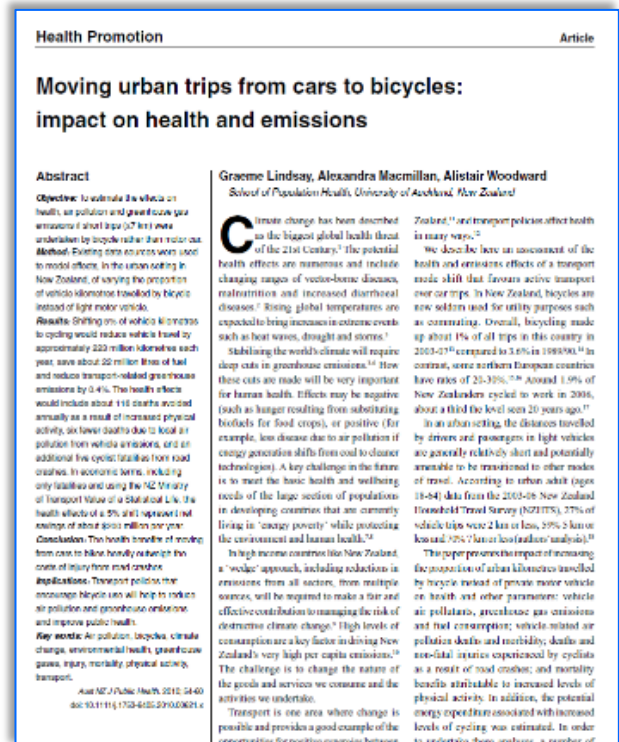 Health Promotion
Article
Moving urban trips from cars to bicycles:
impact on health and emissions
Abstract
Objective: To estimate the effects on
health, air pollution and greenhouse gas
emissions if short trips (≤7 km) were
undertaken by bicycle rather than motor car.
Method: Existing data sources were used
to model effects, in the urban setting in
New Zealand, of varying the proportion
of vehicle kilometres travelled by bicycle
instead of light motor vehicle.
Results: Shifting 5% of vehicle kilometres
to cycling would reduce vehicle travel by
approximately 223 million kilometres each
year, save about 22 million litres of fuel
and reduce transport-related greenhouse
emissions by 0.4%. The health effects
would include about 116 deaths avoided
annually as a result of increased physical
activity, six fewer deaths due to local air
pollution from vehicle emissions, and an
additional five cyclist fatalities from road
crashes. In economic terms, including
only fatalities and using the NZ Ministry
of Transport Value of a Statistical Life, the
health effects of a 5% shift represent net
savings of about million per year.
Conclusion: The health benefits of moving
from cars to bikes heavily outweigh the
costs of injury from road crashes.
Implications: Transport policies that
encourage bicycle use will help to reduce
air pollution and greenhouse emissions
and improve public health.
Key words: Air pollution, bicycles, climate
change, environmental health, greenhouse
gases, injury, mortality, physical activity,
transport.
Aust NZ J Public Health. 2010; 54-60
doi: 10.1111/j.1753-6405.2010.00621.x
Graeme Lindsay, Alexandra Macmillan, Alistair Woodward
School of Population Health, University of Auckland, New Zealand
Climate change has been described
as the biggest global health threat
of the 21st Century.¹ The potential
health effects are numerous and include
changing ranges of vector-borne diseases,
malnutrition and increased diarrhoeal
diseases.² Rising global temperatures are
expected to bring increases in extreme events
such as heat waves, drought and storms.
Stabilising the world's climate will require
deep cuts in greenhouse emissions. How
these cuts are made will be very important
for human health. Effects may be negative
(such as hunger resulting from substituting
biofuels for food crops), or positive (for
example, less disease due to air pollution if
energy generation shifts from coal to cleaner
technologies). A key challenge in the future
is to meet the basic health and wellbeing
needs of the large section of populations
in developing countries that are currently
living in 'energy poverty' while protecting
the environment and human health.
In high income countries like New Zealand,
a 'wedge' approach, including reductions in
emissions from all sectors, from multiple
sources, will be required to make a fair and
effective contribution to managing the risk of
destructive climate change. High levels of
consumption are a key factor in driving New
Zealand's very high per capita emissions.
The challenge is to change the nature of
the goods and services we consume and the
activities we undertake.
Transport is one area where change is
possible and provides a good example of the
opportunities for positive synergies between
Zealand, and transport policies affect health
in many ways.
We describe here an assessment of the
health and emissions effects of a transport
mode shift that favours active transport
over car trips. In New Zealand, bicycles are
now seldom used for utility purposes such
as commuting. Overall, bicycling made
up about 1% of all trips in this country in
2003-07 compared to 3.6% in 1989/90. In
contrast, some northern European countries
have rates of 20-30%. Around 1.9% of
New Zealanders cycled to work in 2006,
about a third the level seen 20 years ago.
In an urban setting, the distances travelled
by drivers and passengers in light vehicles
are generally relatively short and potentially
amenable to be transitioned to other modes
of travel. According to urban adult (ages
18-64) data from the 2003-06 New Zealand
Household Travel Survey (NZHTS), 27% of
vehicle trips were 2 km or less, 59% 5 km or
less and 70% 7 km or less (authors' analysis).
This paper presents the impact of increasing
the proportion of urban kilometres travelled
by bicycle instead of private motor vehicle
on health and other parameters: vehicle
air pollutants, greenhouse gas emissions
and fuel consumption; vehicle-related air
pollution deaths and morbidity; deaths and
non-fatal injuries experienced by cyclists
as a result of road crashes; and mortality
benefits attributable to increased levels of
physical activity. In addition, the potential
energy expenditure associated with increased
levels of cycling was estimated. In order
to undertake these analyses, a number of